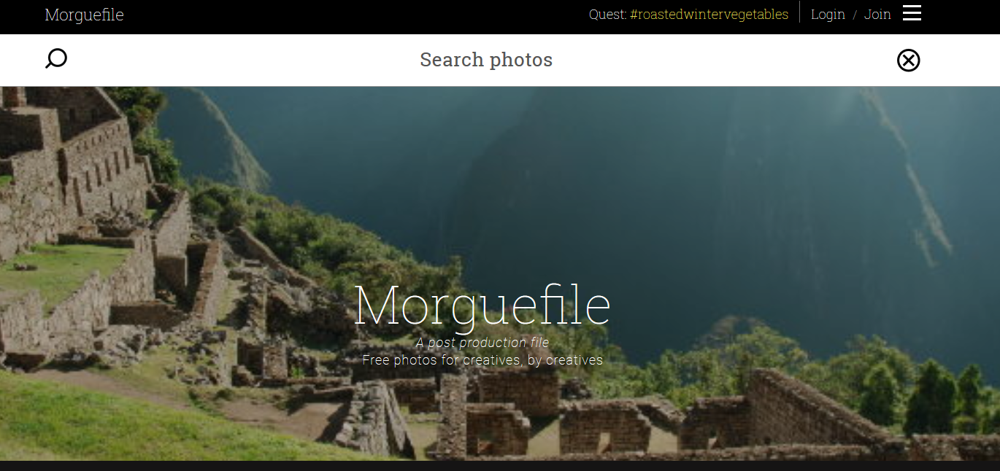 Morguefile
Quest: #roastedwintervegetables
Login / Join
Search photos
Morguefile
A post production file
Free photos for creatives, by creatives